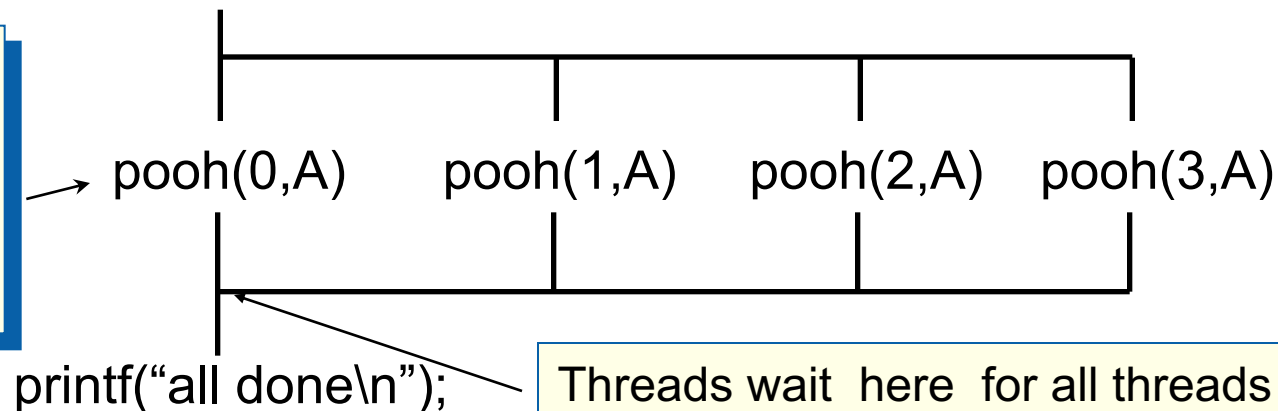 pooh(0,A) pooh(1,A) pooh(2,A) pooh(3,A)
printf(“all done\n”);
Threads wait here for all threads